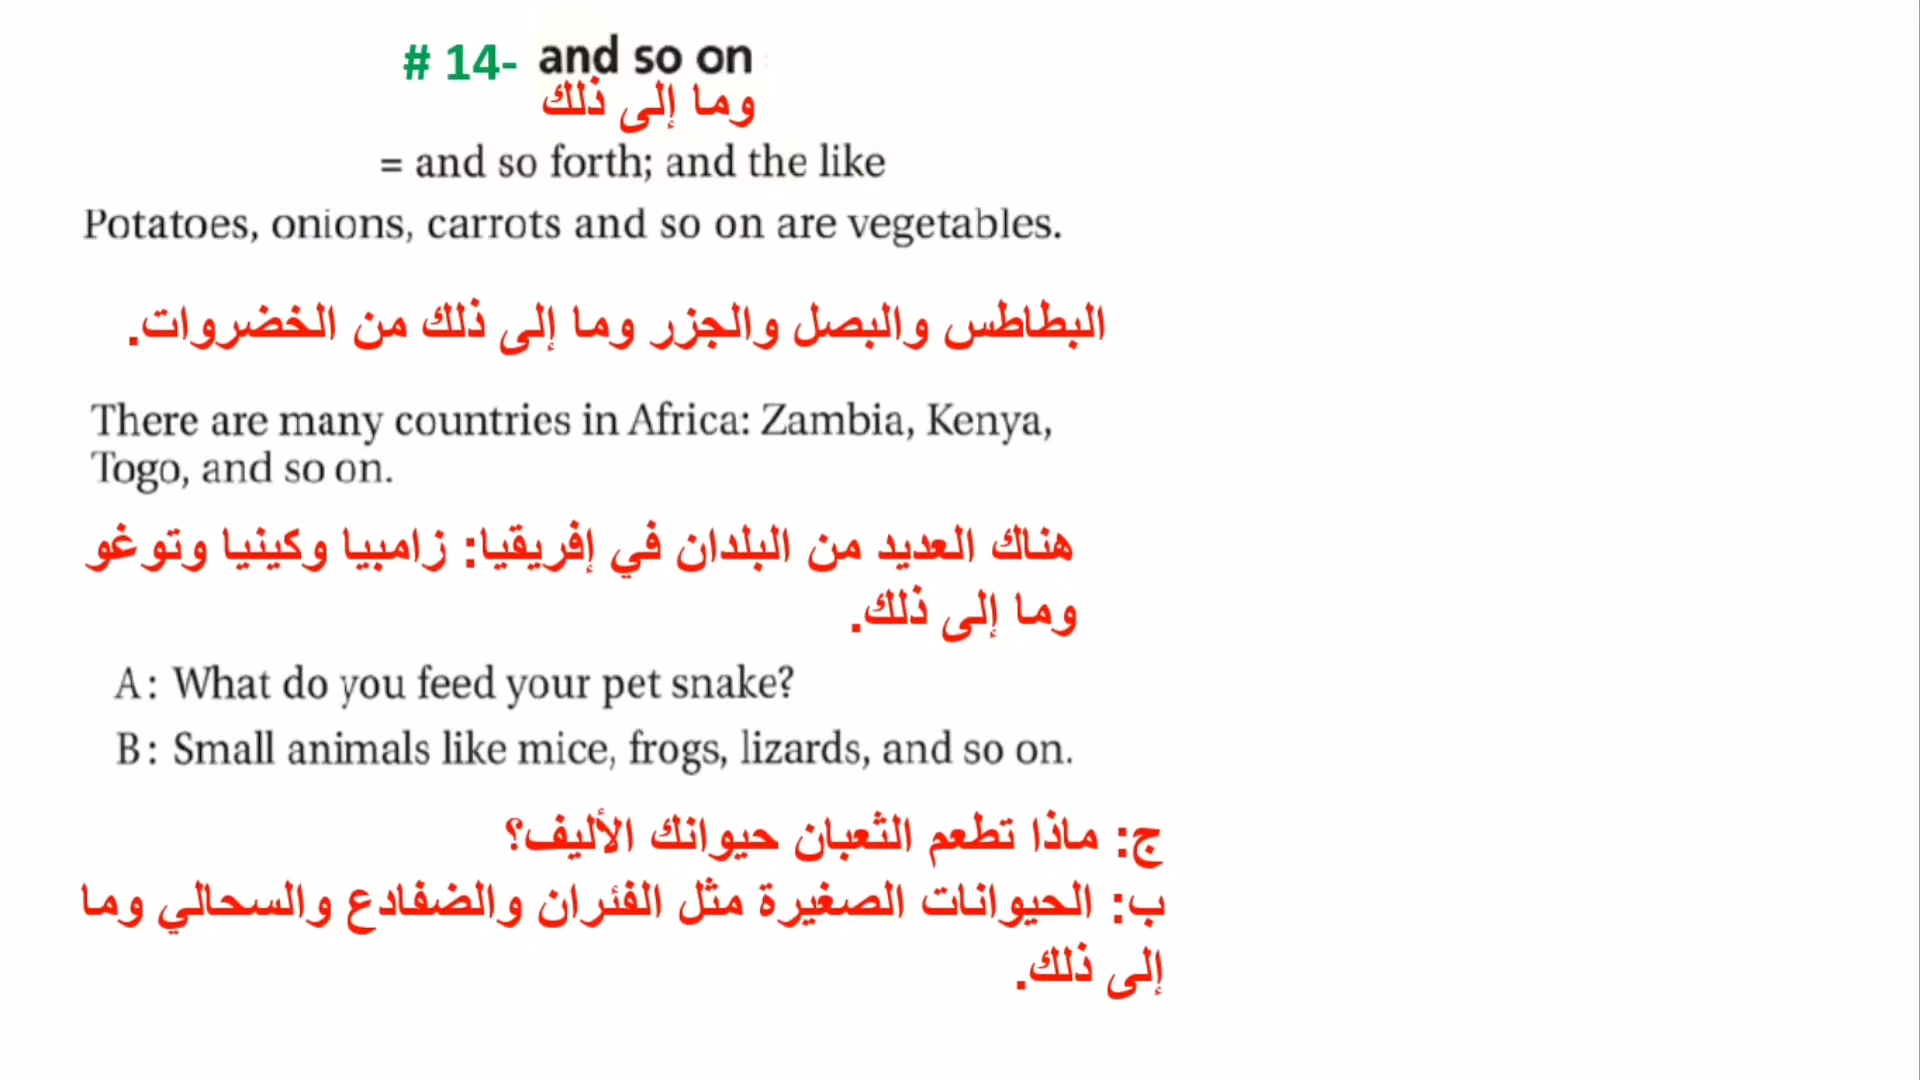 # 14- and so on
وما إلى ذلك
= and so forth; and the like
Potatoes, onions, carrots and so on are vegetables.
البطاطس والبصل والجزر وما إلى ذلك من الخضروات.
There are many countries in Africa: Zambia, Kenya,
Togo, and so on.
هناك العديد من البلدان في إفريقيا: زامبيا وكينيا وتوغو
وما إلى ذلك.
A: What do you feed your pet snake?
B: Small animals like mice, frogs, lizards, and so on.
ج: ماذا تطعم الثعبان حيوانك الأليف؟
ب: الحيوانات الصغيرة مثل الفئران والضفادع والسحالي وما
إلى ذلك.